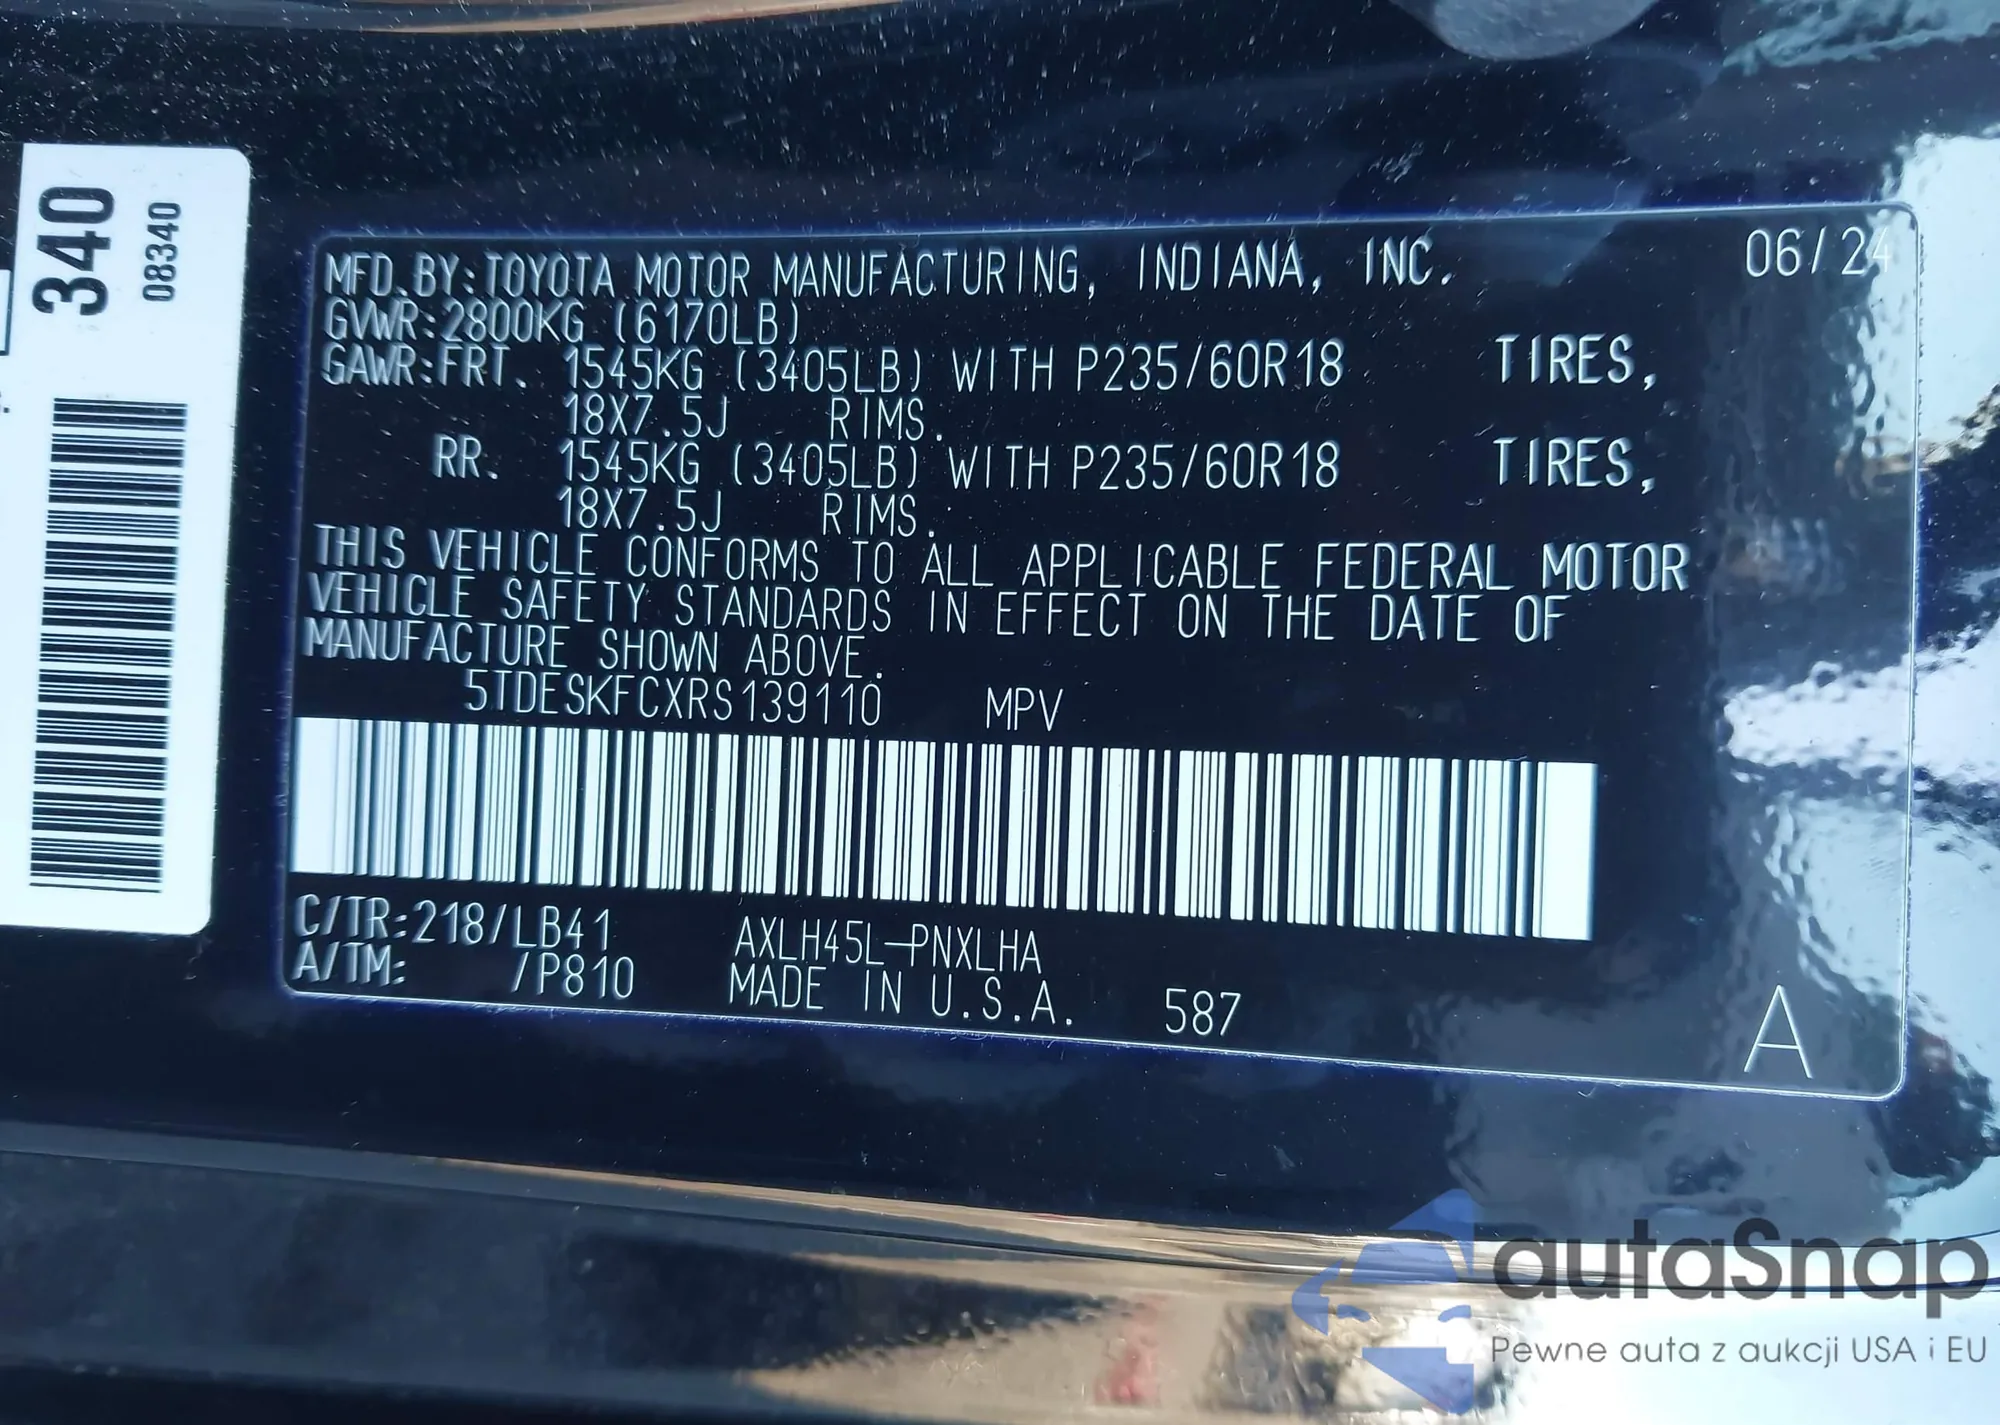 340
08340
MFD.BY:TOYOTA MOTOR MANUFACTURING, INDIANA, INC. 06/24
GVWR:2800KG (6170LB)
GAWR:FRT. 1545KG (3405LB) WITH P235/60R18 TIRES,
18X7.5J RIMS.
RR. 1545KG (3405LB) WITH P235/60R18 TIRES,
18X7.5J RIMS.
THIS VEHICLE CONFORMS TO ALL APPLICABLE FEDERAL MOTOR
VEHICLE SAFETY STANDARDS IN EFFECT ON THE DATE OF
MANUFACTURE SHOWN ABOVE.
5TDESKFCXRS139110 MPV
C/TR:218/LB41 AXLH45L-PNXLHA
A/TM: /P810 MADE IN U.S.A. 587
A
autaSnap
Pewne auta z aukcji USA i EU